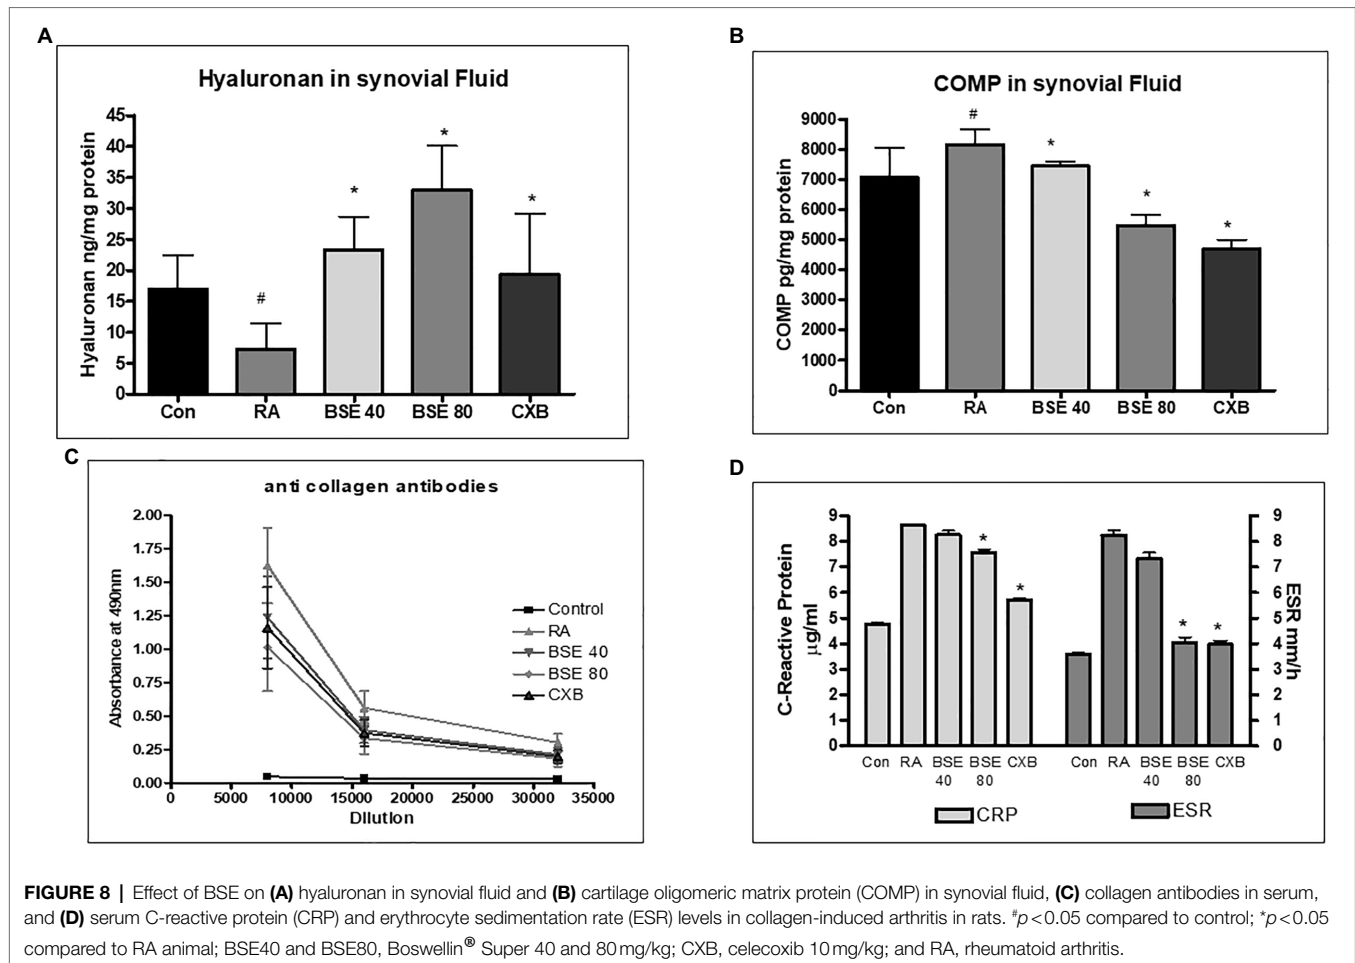 A
Hyaluronan in synovial Fluid
Hyaluronan ng/mg protein
45
40
35
30
25
20
15
10
5
0
#
*
*
*
Con RA BSE 40 BSE 80 CXB
B
COMP in synovial Fluid
COMP pg/mg protein
9000
8000
7000
6000
5000
4000
3000
2000
1000
0
#
*
*
*
Con RA BSE 40 BSE 80 CXB
C
anti collagen antibodies
Absorbance at 490nm
2.00
1.75
1.50
1.25
1.00
0.75
0.50
0.25
0.00
0 5000 10000 15000 20000 25000 30000 35000
Dilution
Control
RA
BSE 40
BSE 80
CXB
D
C-Reactive Protein
µg/ml
9
8
7
6
5
4
3
2
1
0
*
*
*
*
9
8
7
6
5
4
3
2
1
0
ESR mm/h
Con RA BSE BSE CXB Con RA BSE BSE CXB
40 80 40 80
CRP ESR
FIGURE 8 | Effect of BSE on (A) hyaluronan in synovial fluid and (B) cartilage oligomeric matrix protein (COMP) in synovial fluid, (C) collagen antibodies in serum,
and (D) serum C-reactive protein (CRP) and erythrocyte sedimentation rate (ESR) levels in collagen-induced arthritis in rats. #p<0.05 compared to control; *p<0.05
compared to RA animal; BSE40 and BSE80, Boswellin® Super 40 and 80 mg/kg; CXB, celecoxib 10 mg/kg; and RA, rheumatoid arthritis.